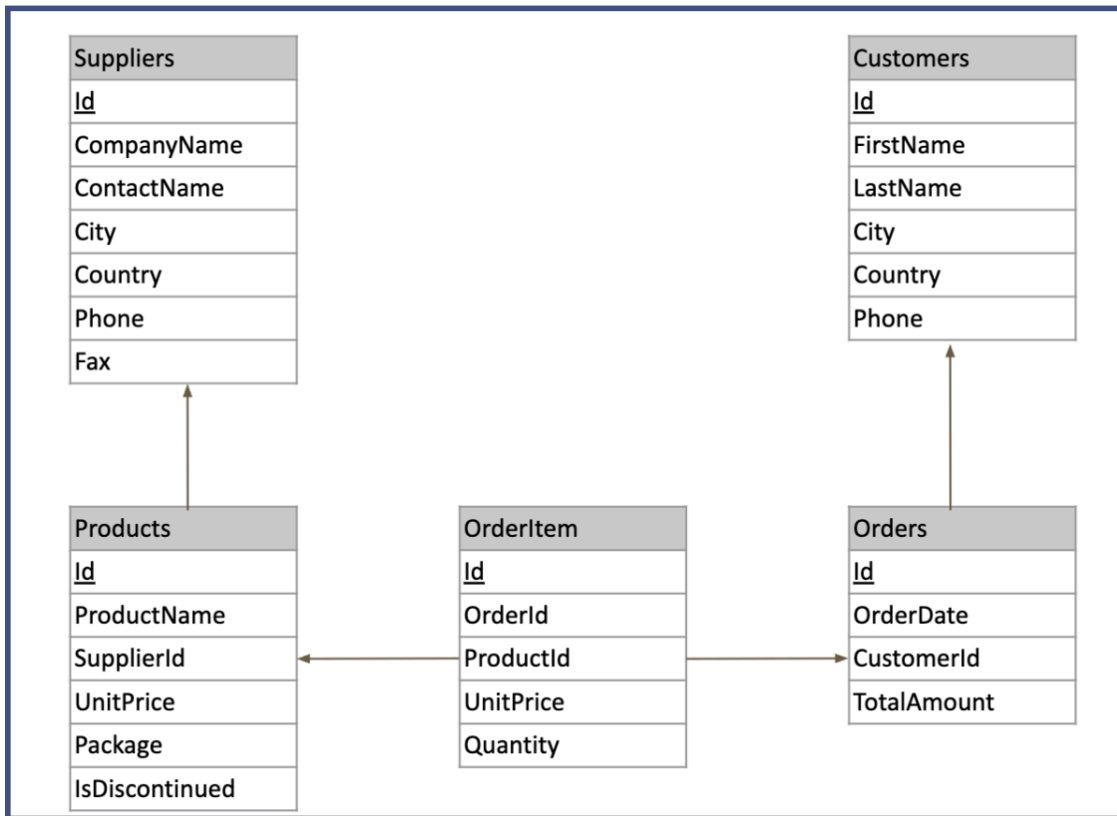 Suppliers
Id
CompanyName
ContactName
City
Country
Phone
Fax
Customers
Id
FirstName
LastName
City
Country
Phone
Products
Id
ProductName
SupplierId
UnitPrice
Package
IsDiscontinued
OrderItem
Id
OrderId
ProductId
UnitPrice
Quantity
Orders
Id
OrderDate
CustomerId
TotalAmount